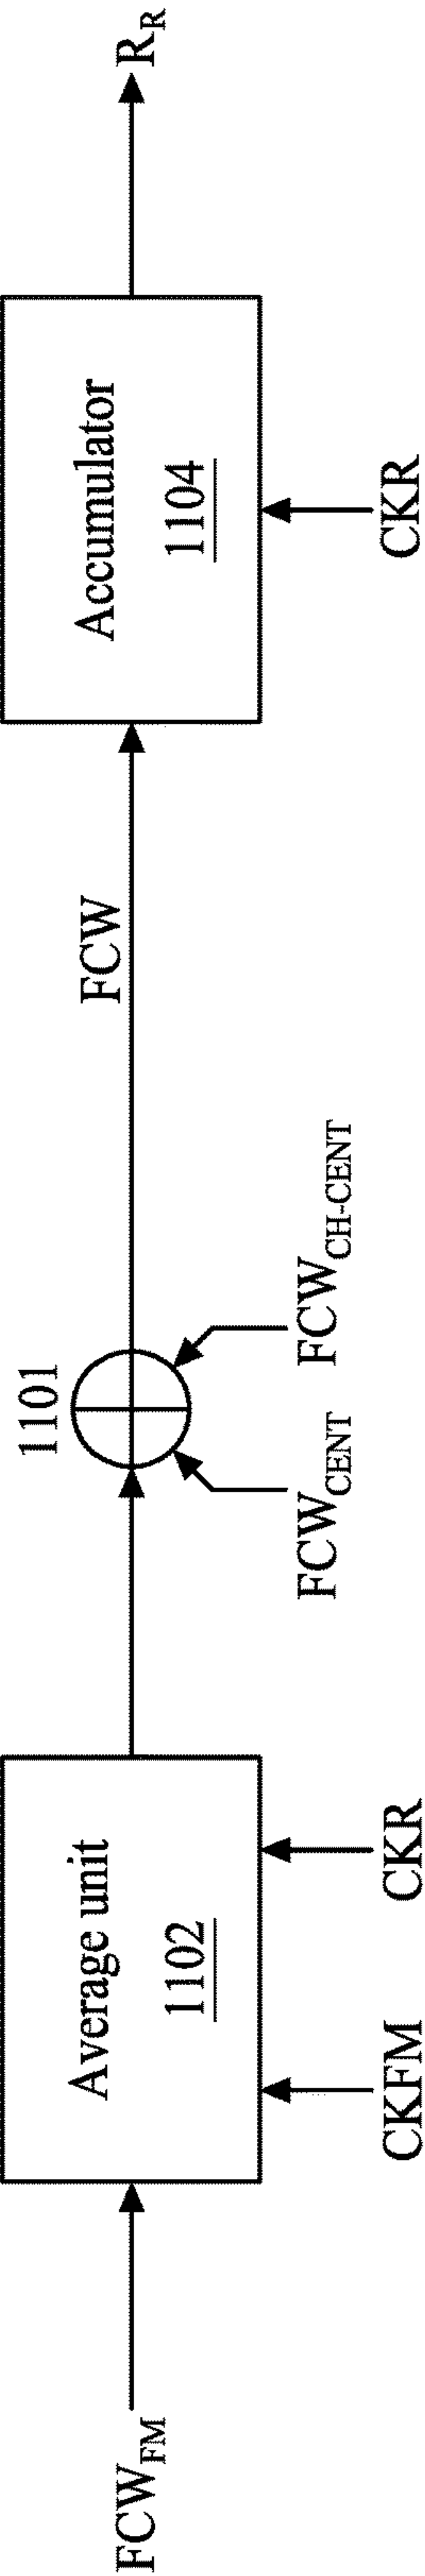 FCW_FM
Average unit
1102
CKFM
CKR
1101
FCW_CENT
FCW_CH-CENT
FCW
Accumulator
1104
CKR
R_R